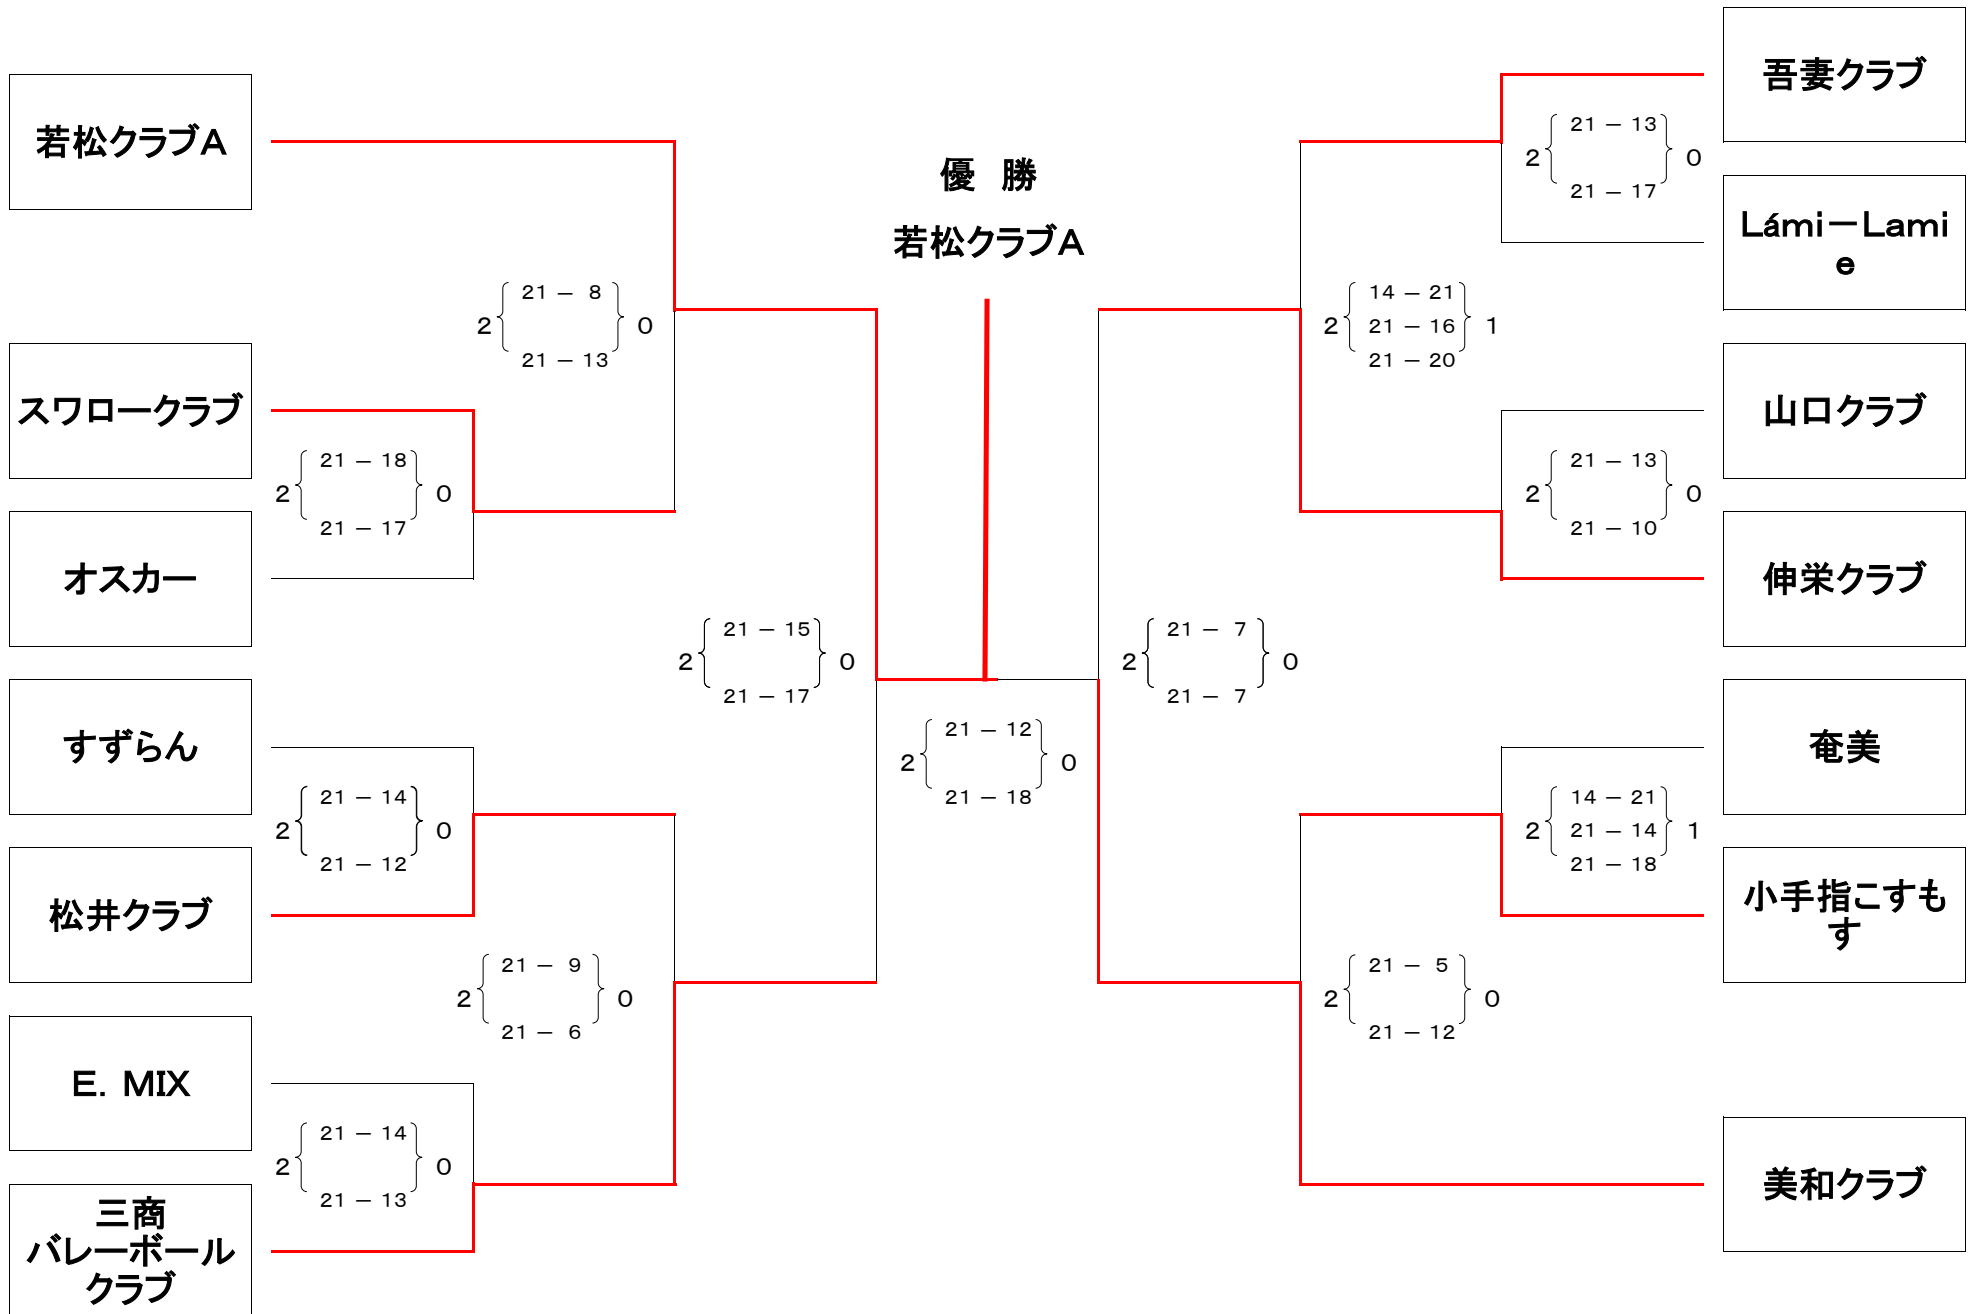 若松クラブA
スワロークラブ
オスカー
すずらん
松井クラブ
E. MIX
三商
バレーボール
クラブ
2 21 － 18 0
21 － 17
2 21 － 14 0
21 － 12
2 21 － 14 0
21 － 13
2 21 － 8 0
21 － 13
2 21 － 9 0
21 － 6
2 21 － 15 0
21 － 17
優 勝
若松クラブA
2 21 － 12 0
21 － 18
2 21 － 7 0
21 － 7
2 14 － 21 1
21 － 16
21 － 20
2 21 － 5 0
21 － 12
2 21 － 13 0
21 － 17
2 21 － 13 0
21 － 10
2 14 － 21 1
21 － 14
21 － 18
吾妻クラブ
Lámi－Lami
e
山口クラブ
伸栄クラブ
奄美
小手指こすも
す
美和クラブ